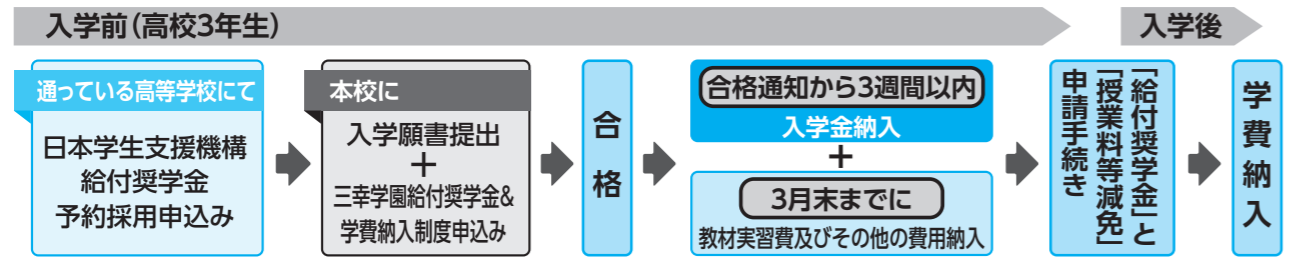 入学前(高校3年生)
入学後
通っている高等学校にて
日本学生支援機構
給付奨学金
予約採用申込み
本校に
入学願書提出
+
三幸学園給付奨学金&
学費納入制度申込み
合格
合格通知から3週間以内
入学金納入
+
3月末までに
教材実習費及びその他の費用納入
「給付奨学金」と
「授業料等減免」
申請手続き
学費納入